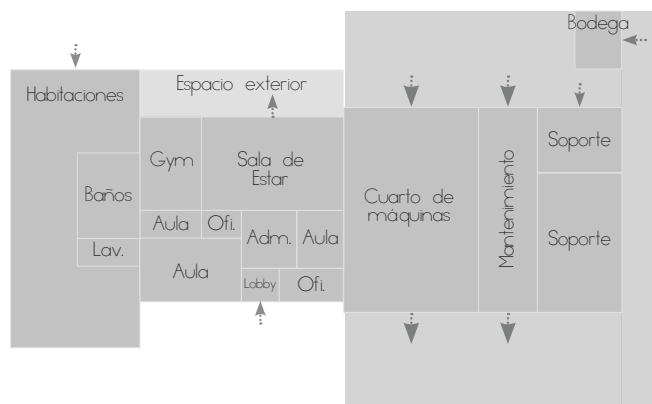 Bodega
Habitaciones
Espacio exterior
Gym
Sala de
Estar
Soporte
Baños
Cuarto de
máquinas
Mantenimiento
Aula
Ofi.
Adm.
Aula
Soporte
Lav.
Aula
Lobby
Ofi.